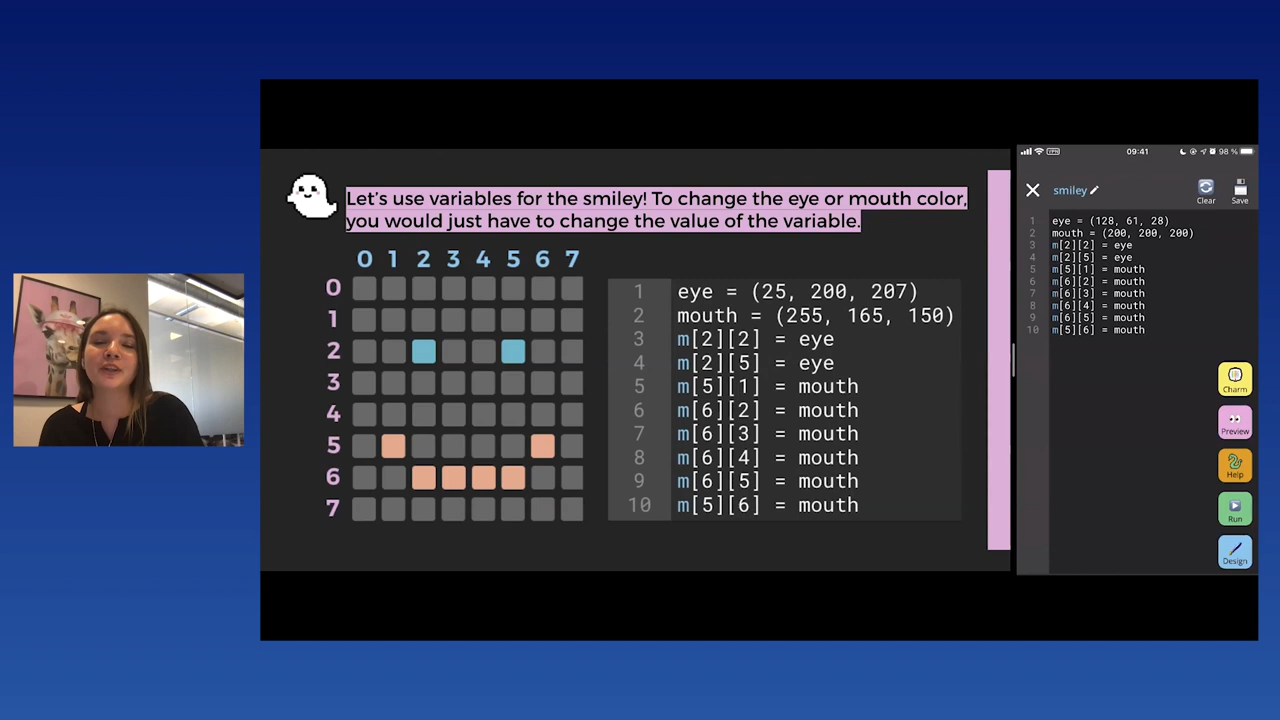 Let's use variables for the smiley! To change the eye or mouth color,
you would just have to change the value of the variable.
0 1 2 3 4 5 6 7
0
1
2
3
4
5
6
7
1 eye = (25, 200, 207)
2 mouth = (255, 165, 150)
3 m[2][2] = eye
4 m[2][5] = eye
5 m[5][1] = mouth
6 m[6][2] = mouth
7 m[6][3] = mouth
8 m[6][4] = mouth
9 m[6][5] = mouth
10 m[5][6] = mouth
VPN 09:41 98 %
smiley
Clear Save
1 eye = (128, 61, 28)
2 mouth = (200, 200, 200)
3 m[2][2] = eye
4 m[2][5] = eye
5 m[5][1] = mouth
6 m[6][2] = mouth
7 m[6][3] = mouth
8 m[6][4] = mouth
9 m[6][5] = mouth
10 m[5][6] = mouth
Charm
Preview
Help
Run
Design